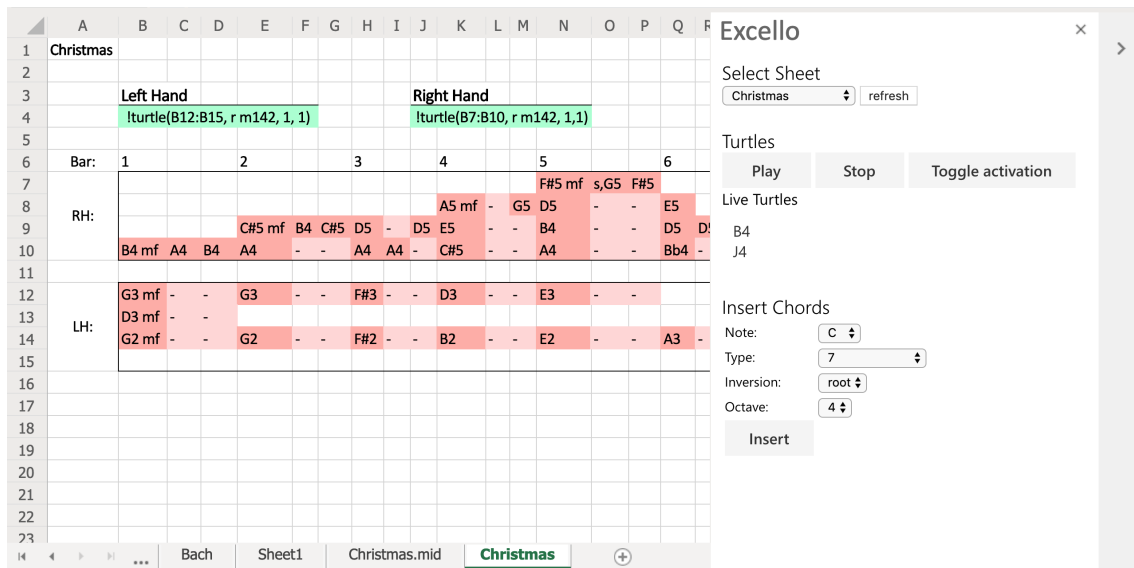 A B C D E F G H I J K L M N O P Q R
1 Christmas
2
3 Left Hand Right Hand
4 !turtle(B12:B15, r m142, 1, 1) !turtle(B7:B10, r m142, 1,1)
5
6 Bar: 1 2 3 4 5 6
7 F#5 mf s,G5 F#5
8 A5 mf - G5 D5 - - E5
RH:
9 C#5 mf B4 C#5 D5 - D5 E5 - - B4 - - D5
10 B4 mf A4 B4 A4 - - A4 A4 - C#5 - - A4 - - Bb4 -
11
12 G3 mf - - G3 - - F#3 - - D3 - - E3 - -
13 D3 mf - -
LH:
14 G2 mf - - G2 - - F#2 - - B2 - - E2 - - A3 -
15
16
17
18
19
20
21
22
23
... Bach Sheet1 Christmas.mid Christmas
Excello
Select Sheet
Christmas refresh
Turtles
Play Stop Toggle activation
Live Turtles
B4
J4
Insert Chords
Note: C
Type: 7
Inversion: root
Octave: 4
Insert